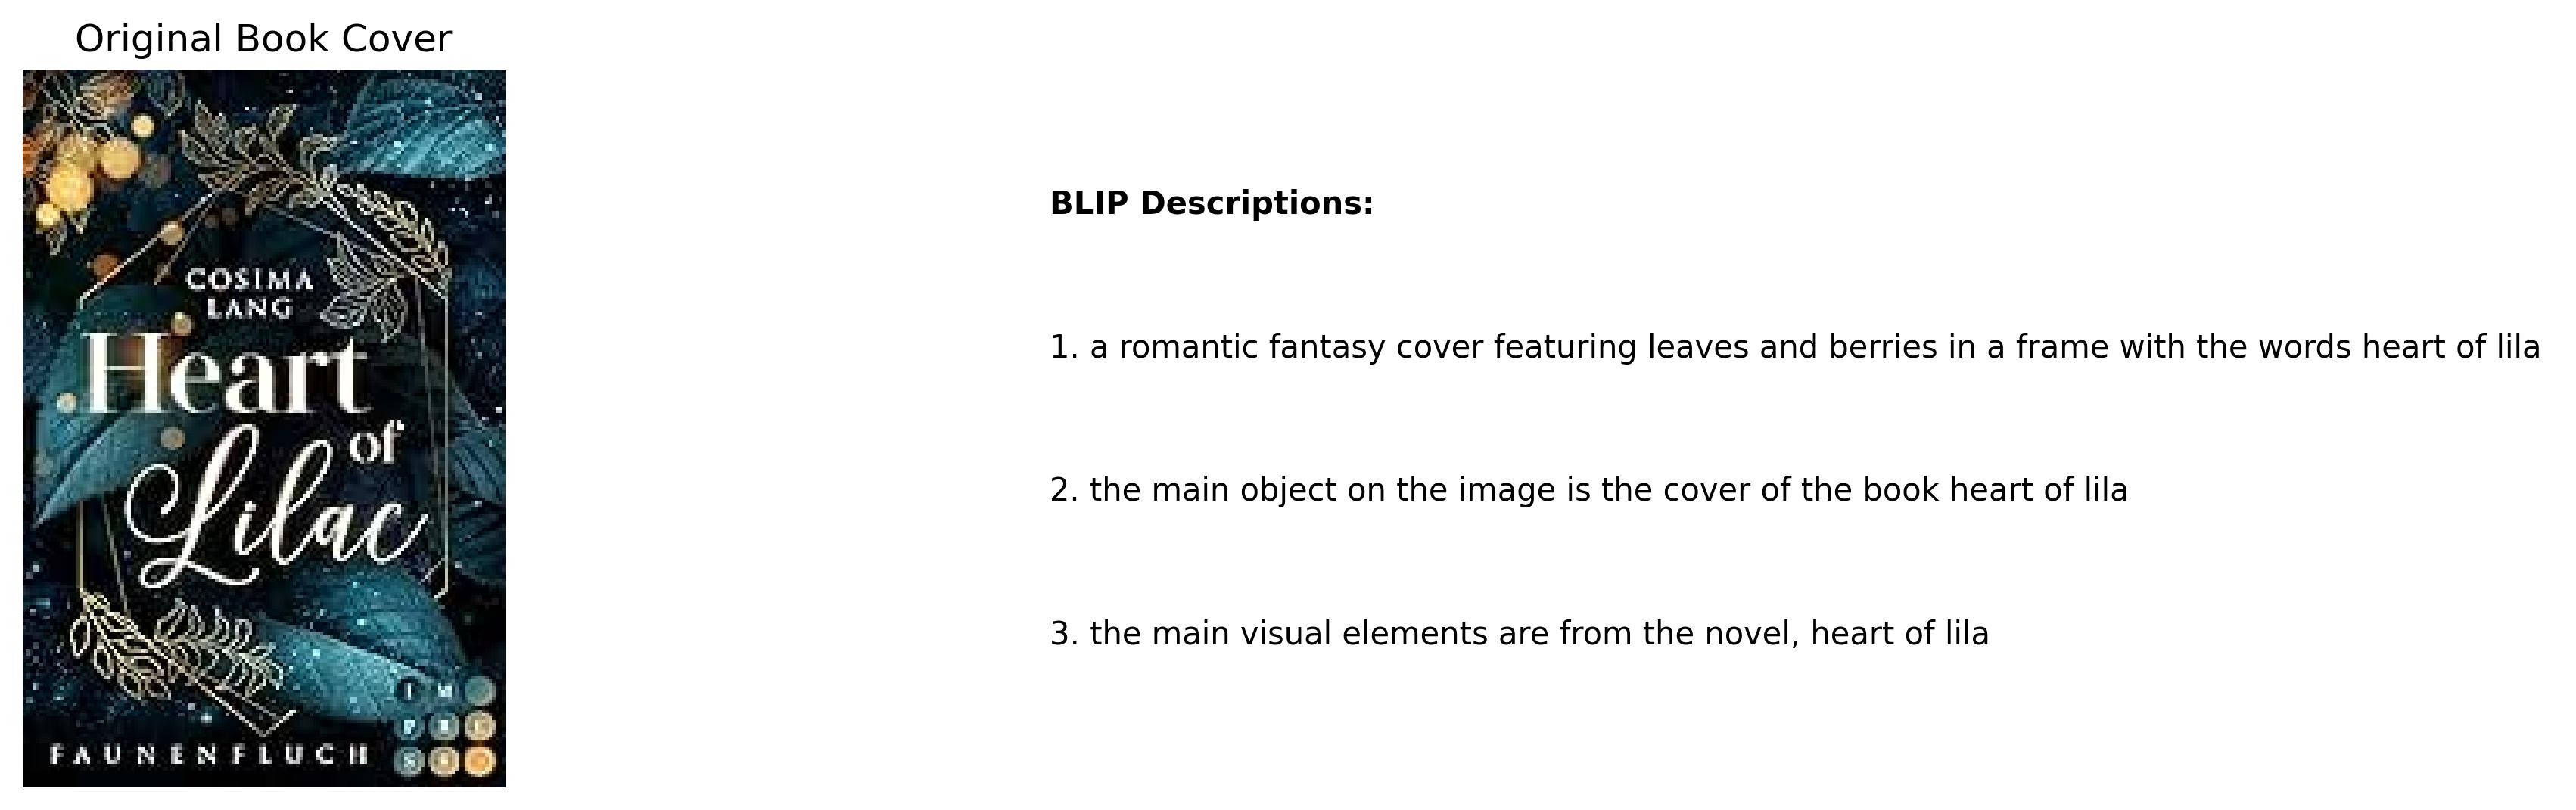 Original Book Cover
COSIMA
LANG
Heart
of
Lilac
FAUNENFLUCH
BLIP Descriptions:
1. a romantic fantasy cover featuring leaves and berries in a frame with the words heart of lila
2. the main object on the image is the cover of the book heart of lila
3. the main visual elements are from the novel, heart of lila